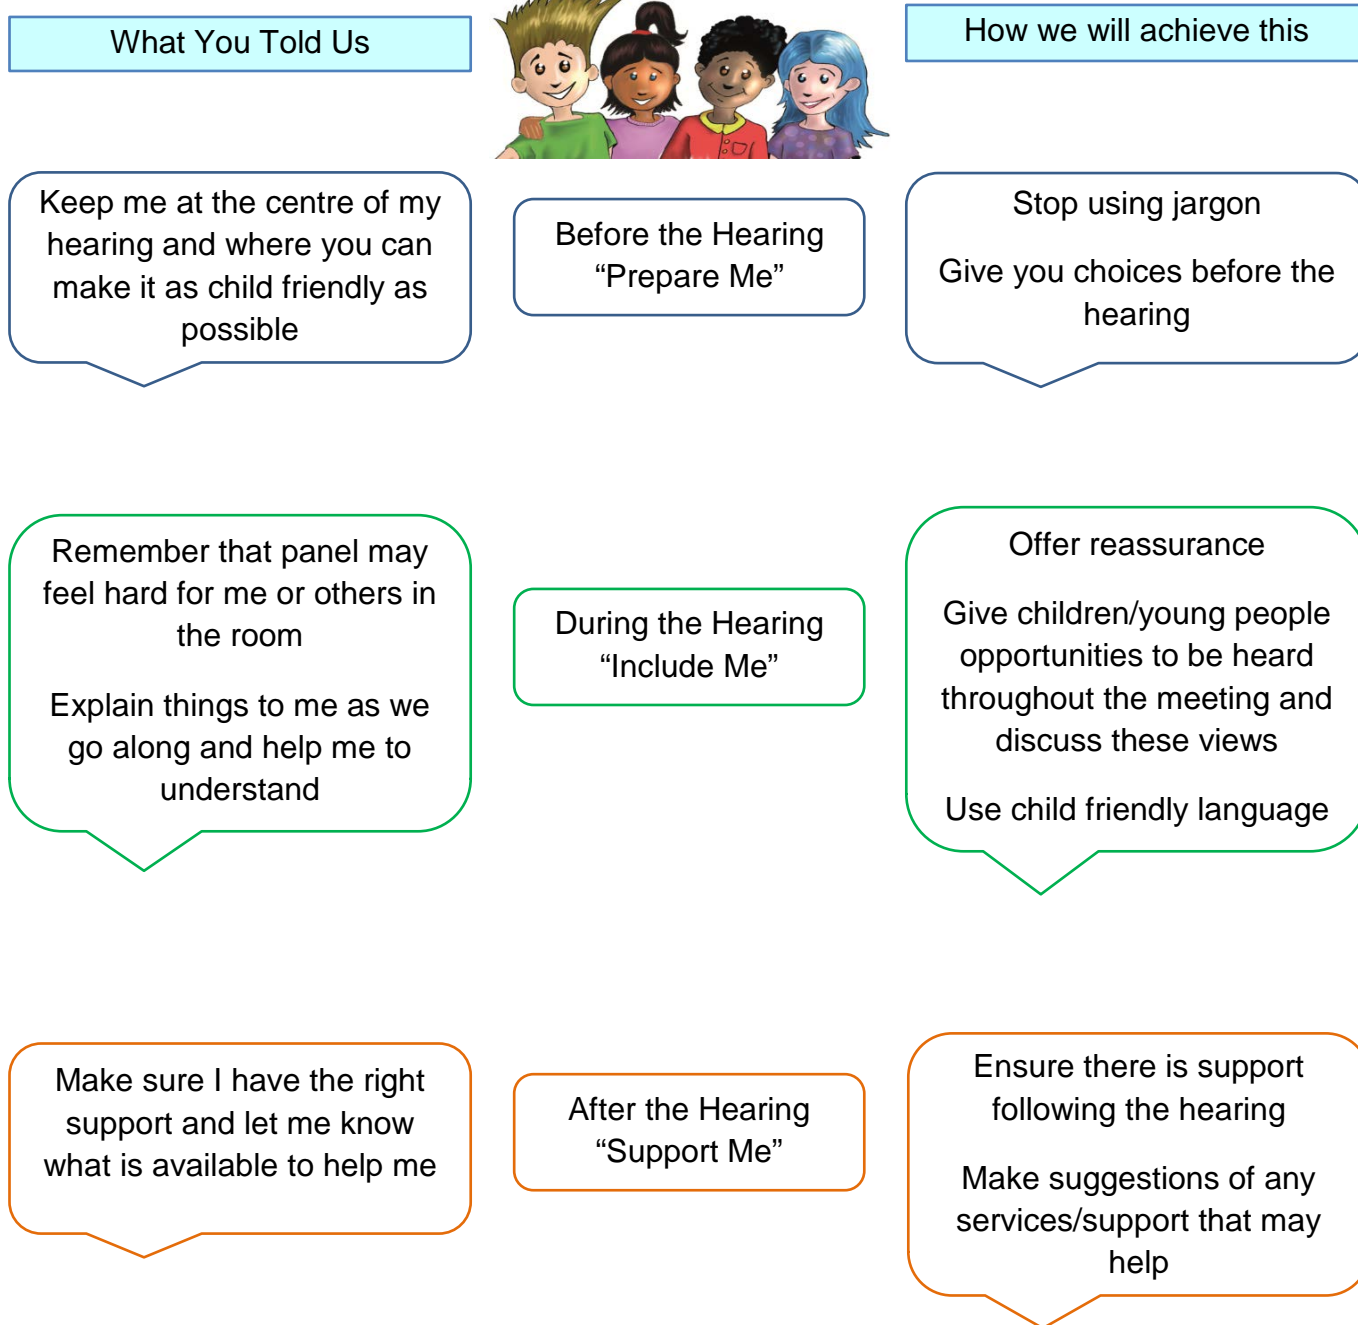 What You Told Us
How we will achieve this
Keep me at the centre of my
hearing and where you can
make it as child friendly as
possible
Before the Hearing
“Prepare Me”
Stop using jargon
Give you choices before the
hearing
Remember that panel may
feel hard for me or others in
the room
Explain things to me as we
go along and help me to
understand
During the Hearing
“Include Me”
Offer reassurance
Give children/young people
opportunities to be heard
throughout the meeting and
discuss these views
Use child friendly language
Make sure I have the right
support and let me know
what is available to help me
After the Hearing
“Support Me”
Ensure there is support
following the hearing
Make suggestions of any
services/support that may
help